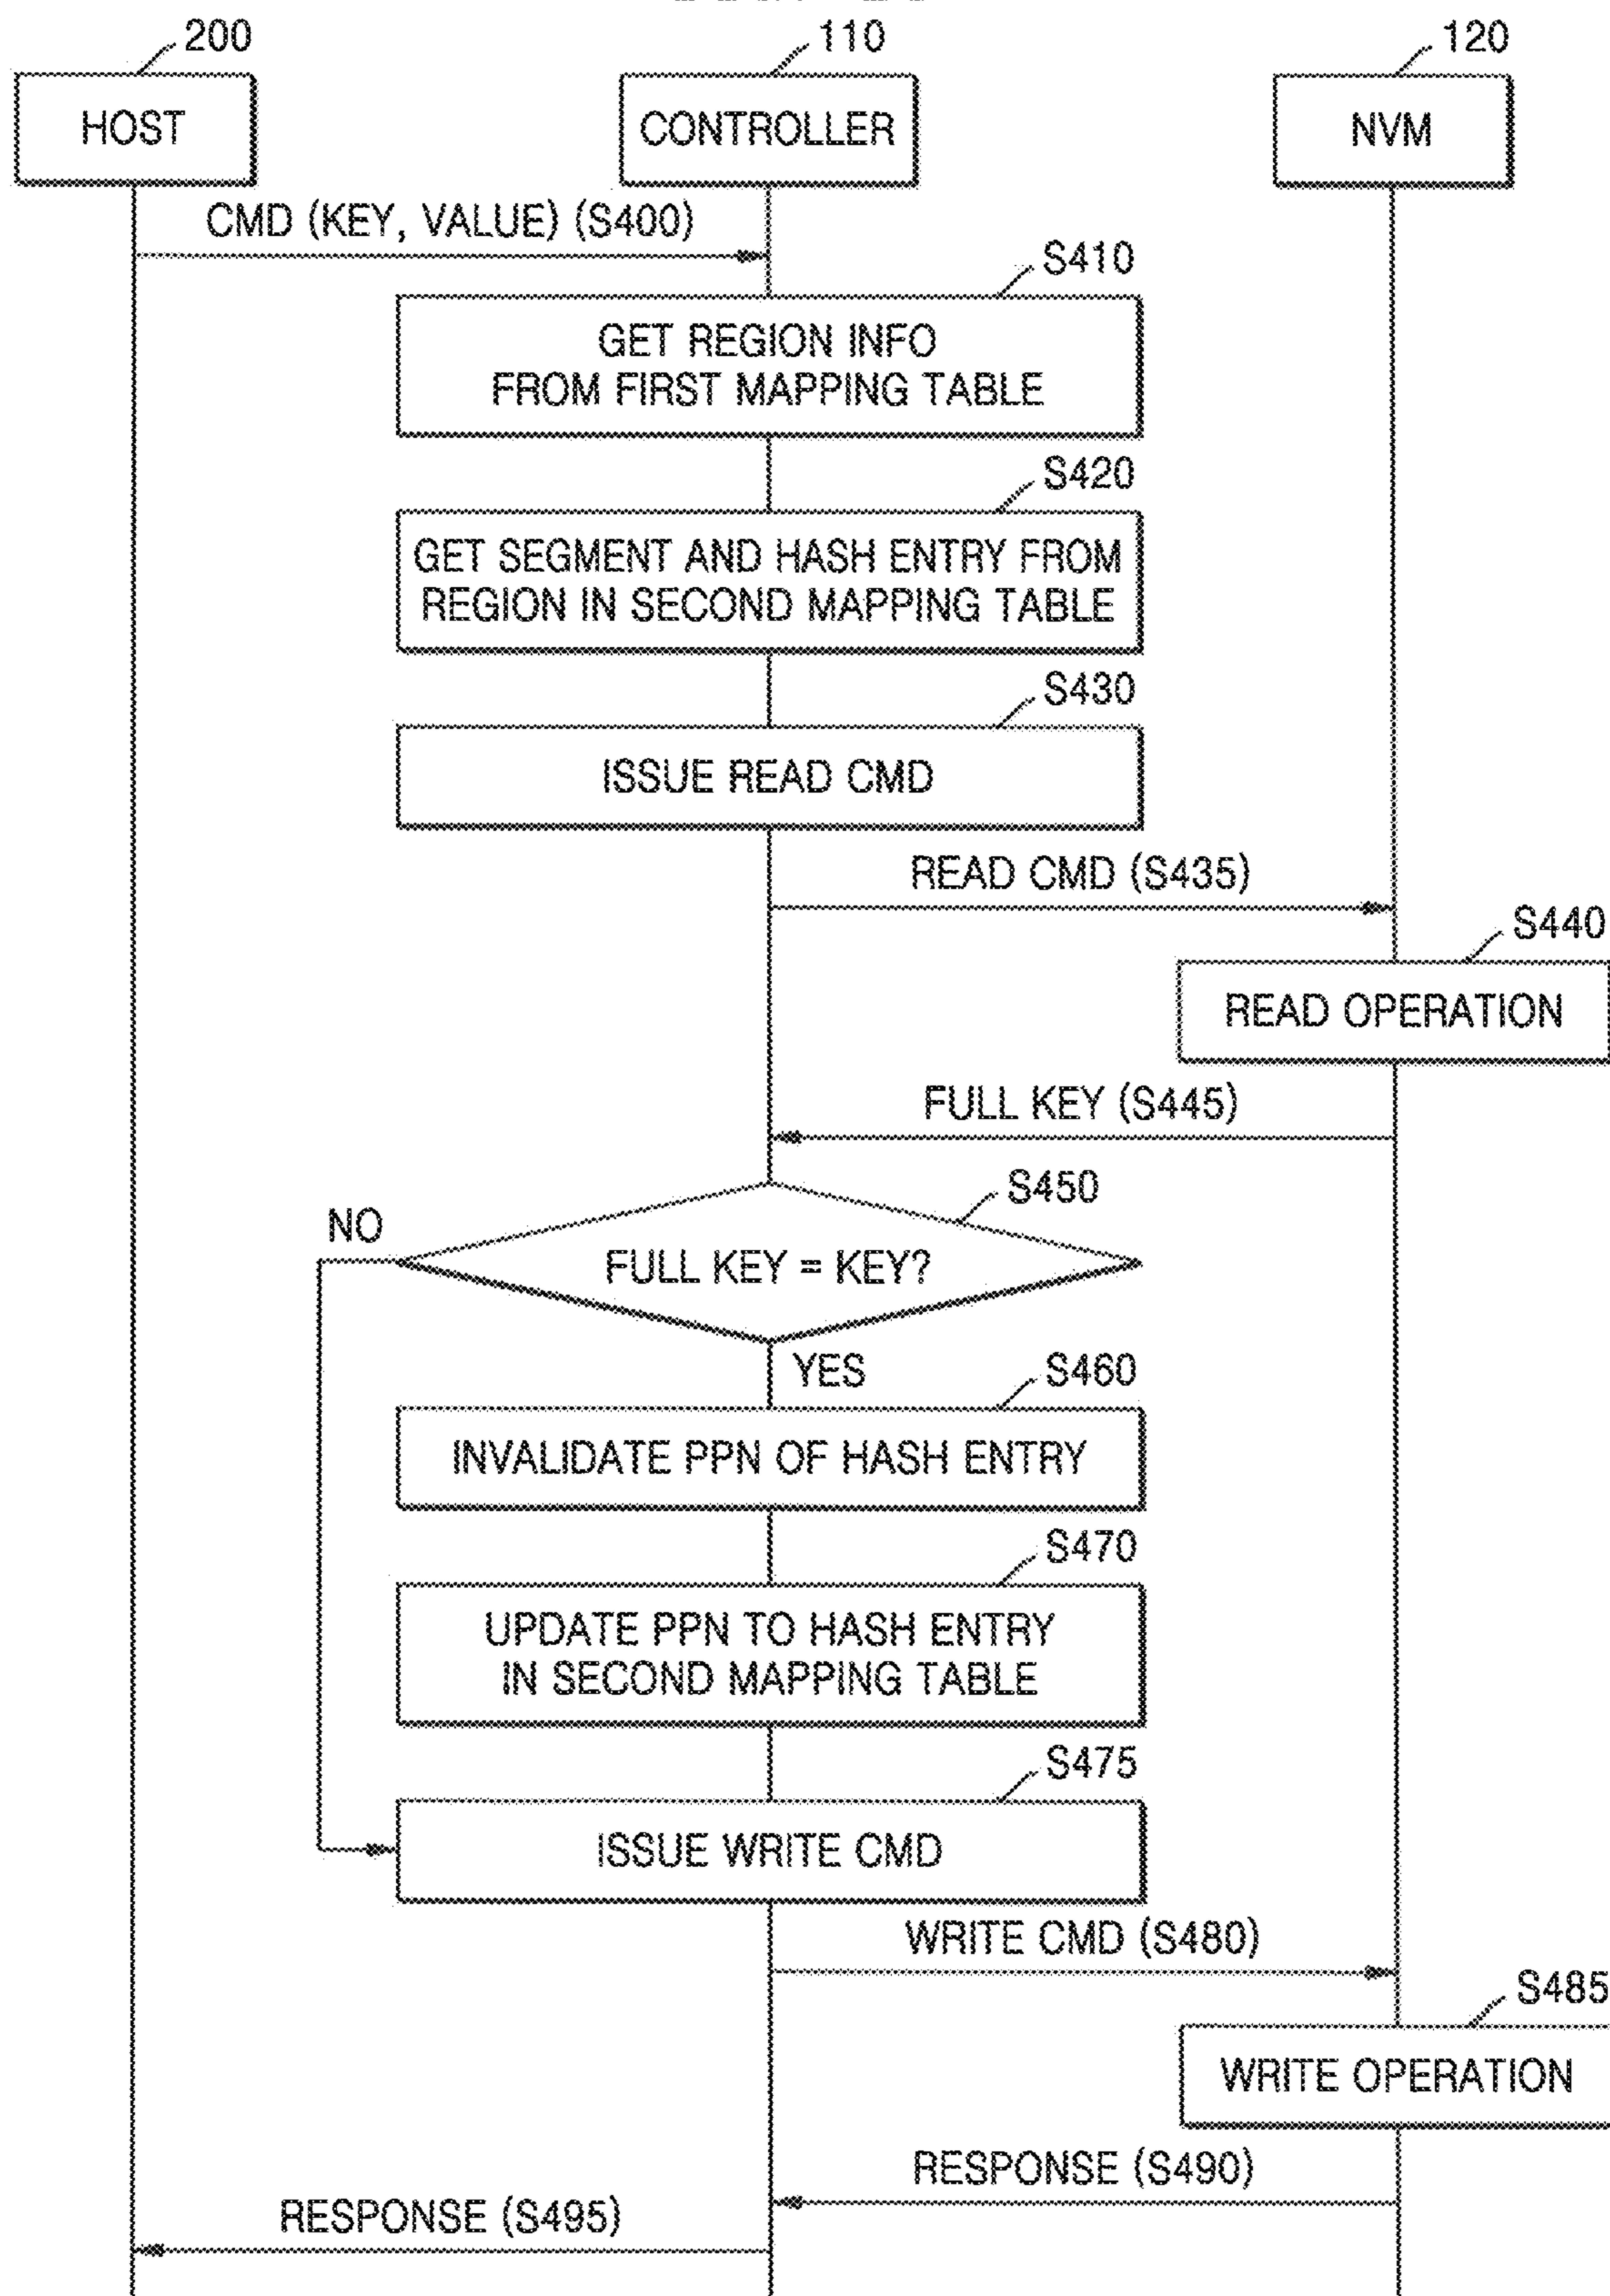 200
110
120
HOST
CONTROLLER
NVM
CMD (KEY, VALUE) (S400)
S410
GET REGION INFO
FROM FIRST MAPPING TABLE
S420
GET SEGMENT AND HASH ENTRY FROM
REGION IN SECOND MAPPING TABLE
S430
ISSUE READ CMD
READ CMD (S435)
S440
READ OPERATION
FULL KEY (S445)
S450
NO
FULL KEY = KEY?
YES
S460
INVALIDATE PPN OF HASH ENTRY
S470
UPDATE PPN TO HASH ENTRY
IN SECOND MAPPING TABLE
S475
ISSUE WRITE CMD
WRITE CMD (S480)
S485
WRITE OPERATION
RESPONSE (S490)
RESPONSE (S495)